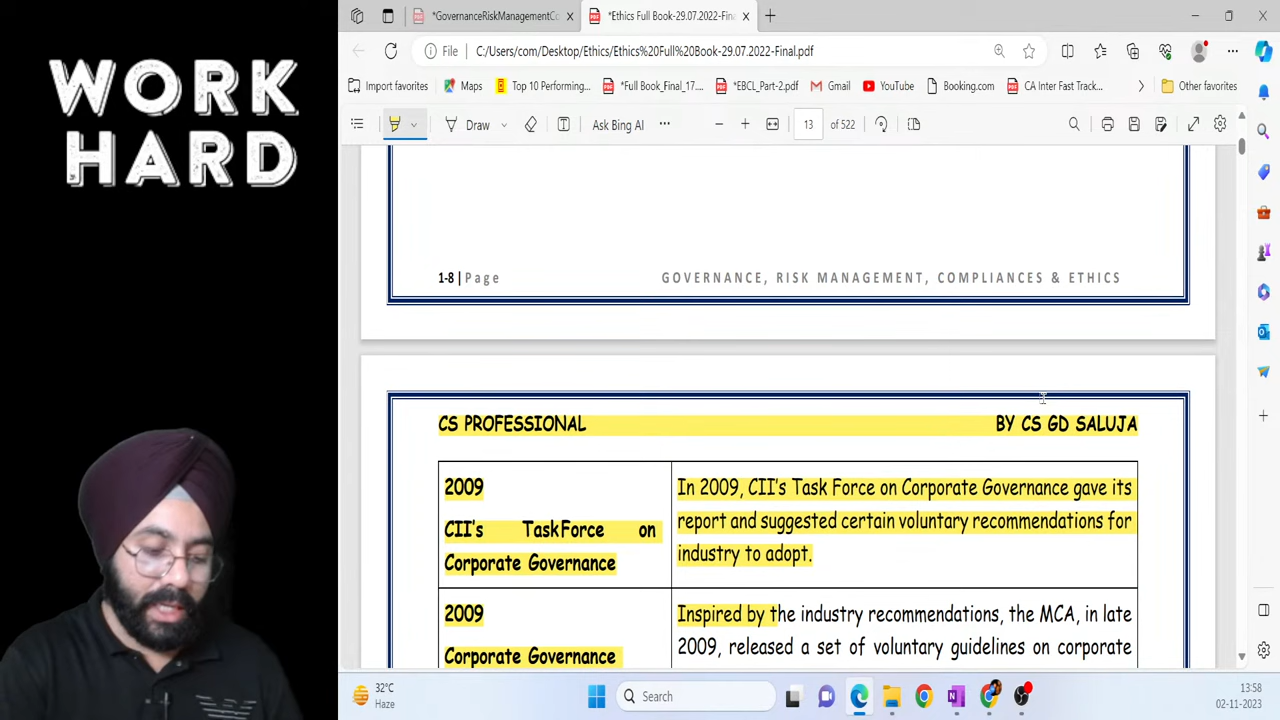 WORK
HARD
*GovernanceRiskManagementCo
*Ethics Full Book-29.07.2022-Fina
File
C:/Users/com/Desktop/Ethics/Ethics%20Full%20Book-29.07.2022-Final.pdf
Import favorites
Maps
Top 10 Performing...
*Full Book_Final_17...
*EBCL_Part-2.pdf
Gmail
YouTube
Booking.com
CA Inter Fast Track...
Other favorites
Draw
Ask Bing AI
13
of 522
1-8 | Page
GOVERNANCE, RISK MANAGEMENT, COMPLIANCES & ETHICS
CS PROFESSIONAL
BY CS GD SALUJA
2009
CII's TaskForce on
Corporate Governance
In 2009, CII's Task Force on Corporate Governance gave its
report and suggested certain voluntary recommendations for
industry to adopt.
2009
Corporate Governance
Inspired by the industry recommendations, the MCA, in late
2009, released a set of voluntary guidelines on corporate
32°C
Haze
Search
13:58
02-11-2023